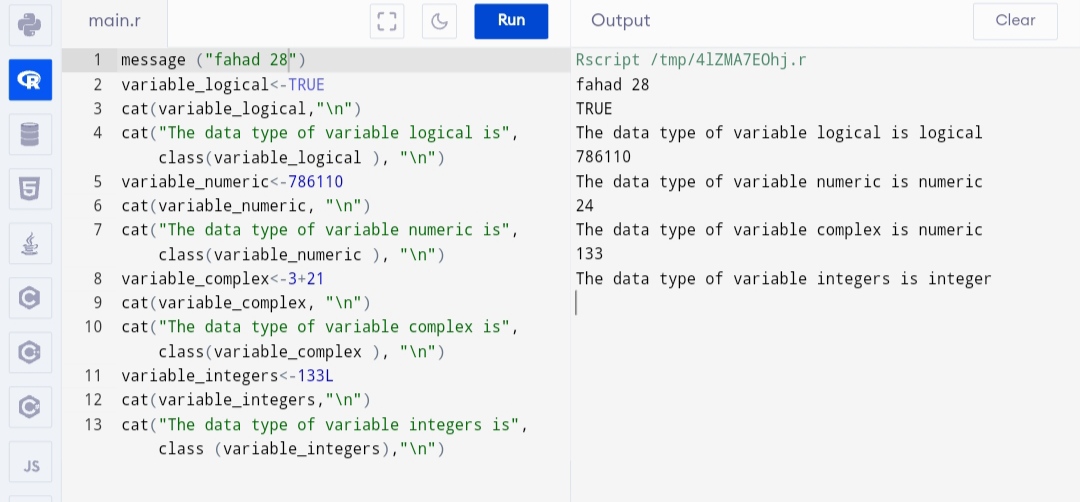 main.r
Run
Output
Clear
1 message ("fahad 28")
2 variable_logical<-TRUE
3 cat(variable_logical,"\n")
4 cat("The data type of variable logical is",
class(variable_logical ), "\n")
5 variable_numeric<-786110
6 cat(variable_numeric, "\n")
7 cat("The data type of variable numeric is",
class(variable_numeric ), "\n")
8 variable_complex<-3+21
9 cat(variable_complex, "\n")
10 cat("The data type of variable complex is",
class(variable_complex ), "\n")
11 variable_integers<-133L
12 cat(variable_integers,"\n")
13 cat("The data type of variable integers is",
class (variable_integers),"\n")
Rscript /tmp/4lZMA7EOhj.r
fahad 28
TRUE
The data type of variable logical is logical
786110
The data type of variable numeric is numeric
24
The data type of variable complex is numeric
133
The data type of variable integers is integer
R
5
C
C
C
JS